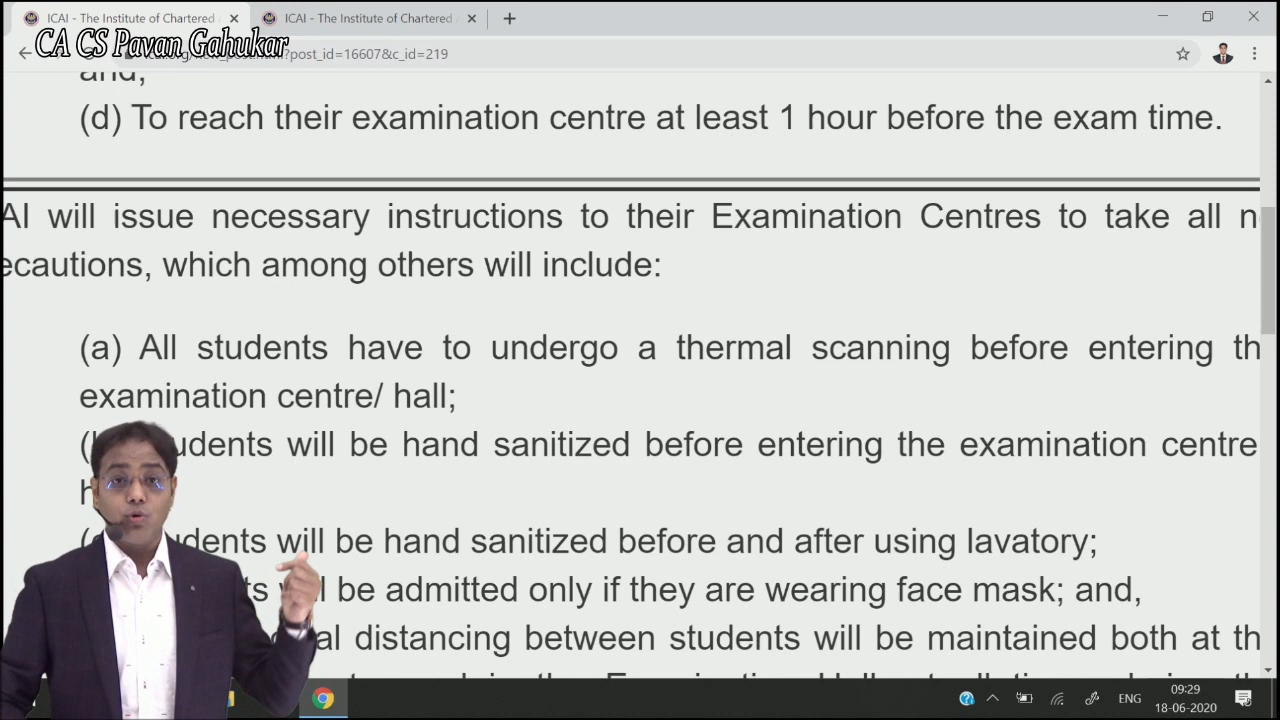 ICAI - The Institute of Chartered
ICAI - The Institute of Chartered
CA CS Pavan Gahukar
?post_id=16607&c_id=219
and;
(d) To reach their examination centre at least 1 hour before the exam time.
AI will issue necessary instructions to their Examination Centres to take all
ecautions, which among others will include:
(a) All students have to undergo a thermal scanning before entering th
examination centre/ hall;
udents will be hand sanitized before entering the examination centre
h
udents will be hand sanitized before and after using lavatory;
ts will be admitted only if they are wearing face mask; and,
al distancing between students will be maintained both at th
ENG
09:29
18-06-2020